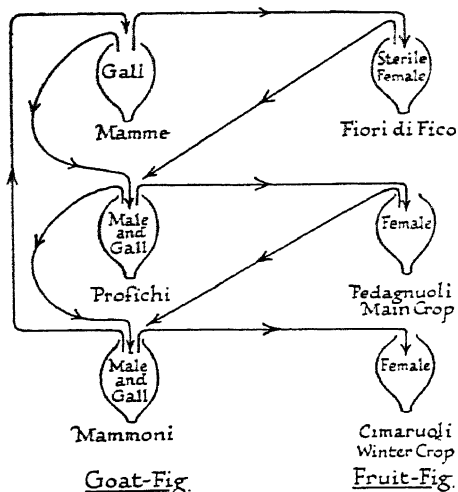 Gall
Mamme
Sterile
Female
Fiori di Fico
Male
and
Gall
Profichi
Female
Pedagnuoli
Main Crop
Male
and
Gall
Mammoni
Female
Cimaruoli
Winter Crop
Goat-Fig.
Fruit-Fig.